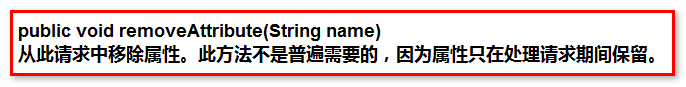 public void removeAttribute(String name)
从此请求中移除属性。此方法不是普遍需要的，因为属性只在处理请求期间保留。